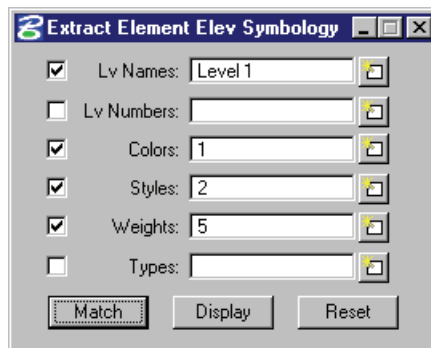 Extract Element Elev Symbology
Lv Names: Level 1
Lv Numbers:
Colors: 1
Styles: 2
Weights: 5
Types:
Match Display Reset